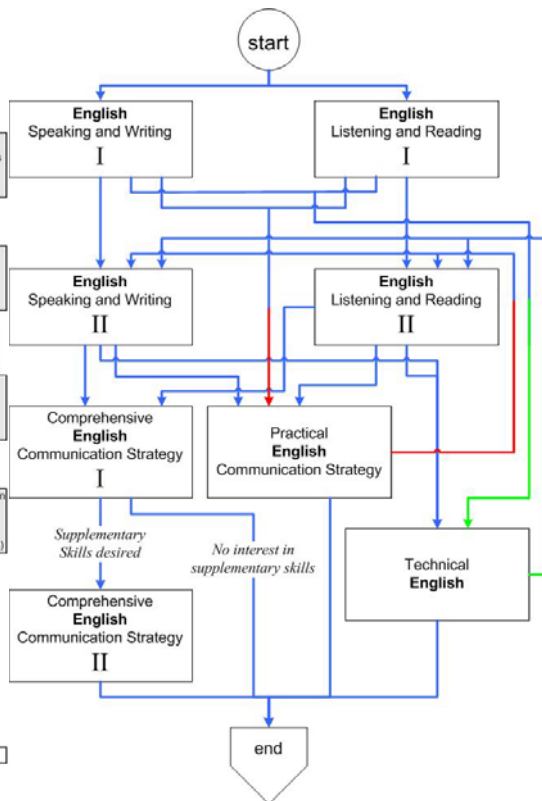 start
English
Speaking and Writing
I
English
Listening and Reading
I
English
Speaking and Writing
II
English
Listening and Reading
II
Comprehensive
English
Communication Strategy
I
Practical
English
Communication Strategy
Supplementary
Skills desired
No interest in
supplementary skills
Technical
English
Comprehensive
English
Communication Strategy
II
end